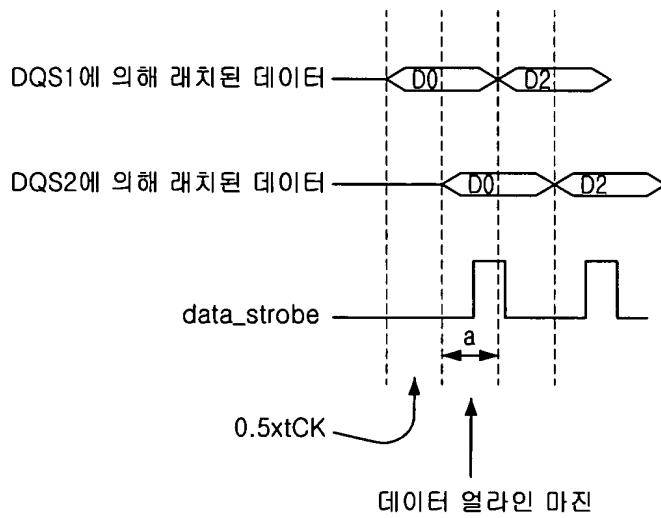 DQS1에 의해 래치된 데이터
D0
D2
DQS2에 의해 래치된 데이터
D0
D2
data_strobe
a
0.5xtCK
데이터 얼라인 마진